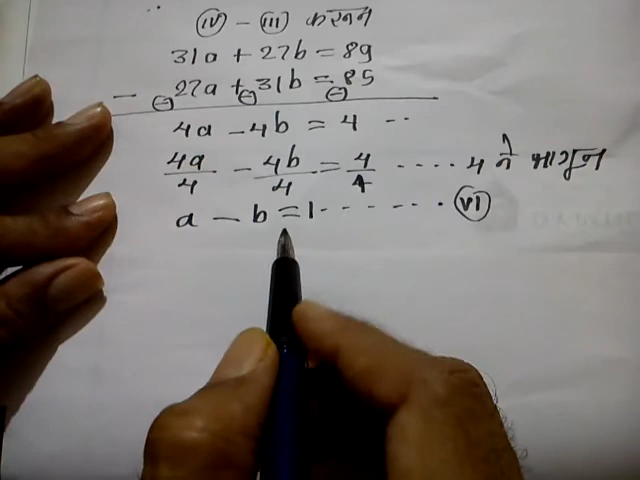 (iv) - (iii) करून
31a + 27b = 89
- 27a + 31b = 85
(-) (-) (-)
4a - 4b = 4 ..
4a/4 - 4b/4 = 4/4 .... 4 ने भागून
a - b = 1 ....... (vi)